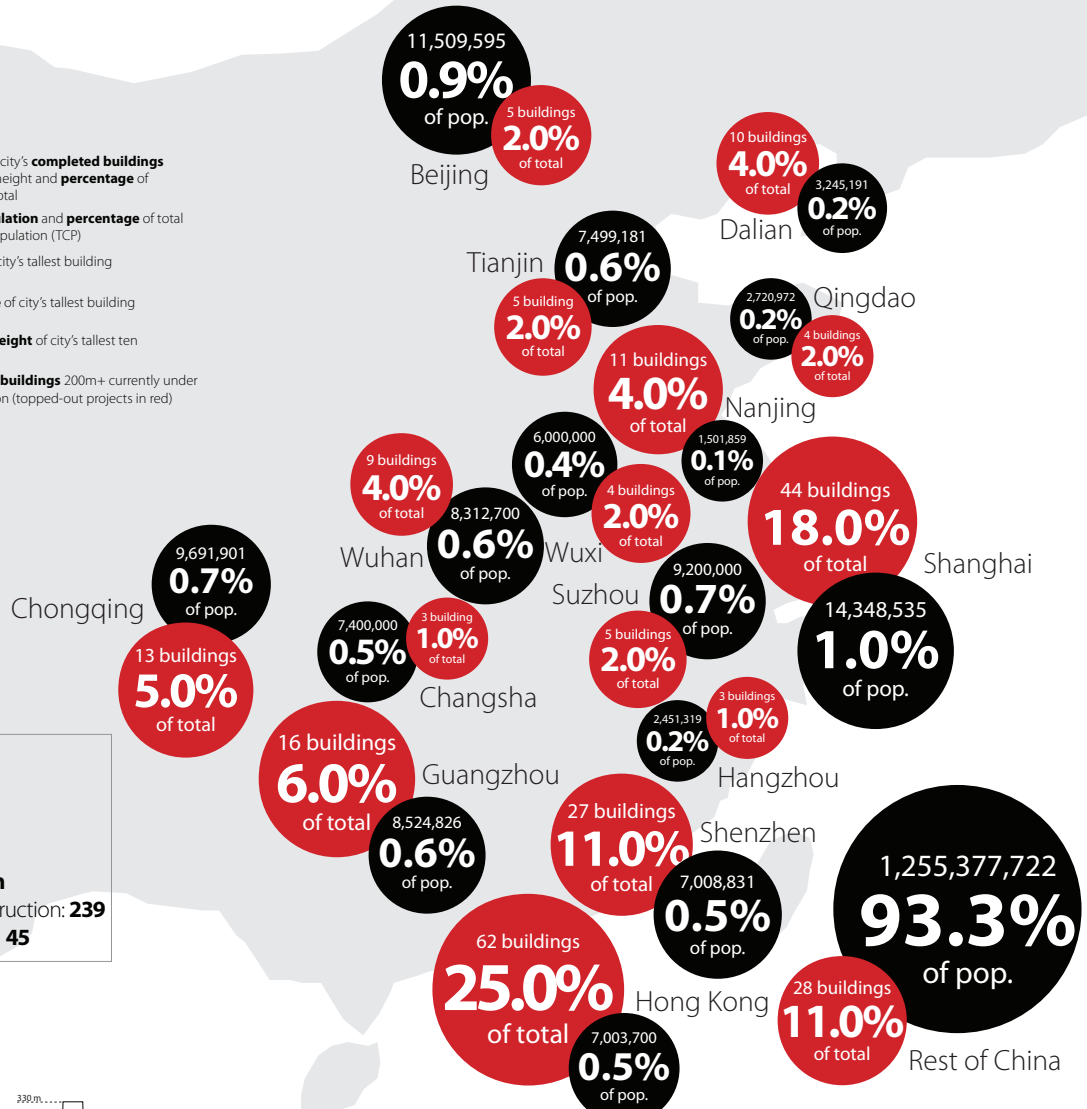 11,509,595
0.9%
of pop.
5 buildings
2.0%
of total
Beijing
city's completed buildings
height and percentage of
otal
ulation and percentage of total
pulation (TCP)
city's tallest building
e of city's tallest building
eight of city's tallest ten
buildings 200m+ currently under
on (topped-out projects in red)
10 buildings
4.0%
of total
3,245,191
0.2%
of pop.
Dalian
7,499,181
0.6%
of pop.
Tianjin
5 building
2.0%
of total
2,720,972
0.2%
of pop.
Qingdao
4 buildings
2.0%
of total
11 buildings
4.0%
of total
Nanjing
1,501,859
0.1%
of pop.
6,000,000
0.4%
of pop.
4 buildings
2.0%
of total
Wuxi
9 buildings
4.0%
of total
Wuhan
8,312,700
0.6%
of pop.
44 buildings
18.0%
of total
Shanghai
14,348,535
1.0%
of pop.
9,691,901
0.7%
of pop.
Chongqing
13 buildings
5.0%
of total
7,400,000
0.5%
of pop.
3 building
1.0%
of total
Changsha
Suzhou
9,200,000
0.7%
of pop.
5 buildings
2.0%
of total
2,451,319
0.2%
of pop.
3 buildings
1.0%
of total
Hangzhou
16 buildings
6.0%
of total
Guangzhou
8,524,826
0.6%
of pop.
27 buildings
11.0%
of total
Shenzhen
7,008,831
0.5%
of pop.
62 buildings
25.0%
of total
Hong Kong
7,003,700
0.5%
of pop.
1,255,377,722
93.3%
of pop.
28 buildings
11.0%
of total
Rest of China
ruction: 239
45
330 m